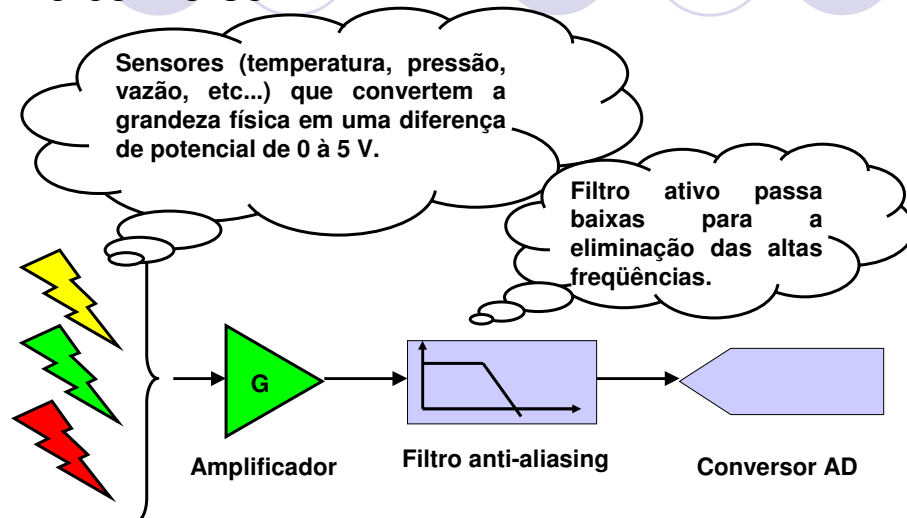 Sensores (temperatura, pressão,
vazão, etc...) que convertem a
grandeza física em uma diferença
de potencial de 0 à 5 V.
Filtro ativo passa
baixas para a
eliminação das altas
freqüências.
G
Amplificador
Filtro anti-aliasing
Conversor AD